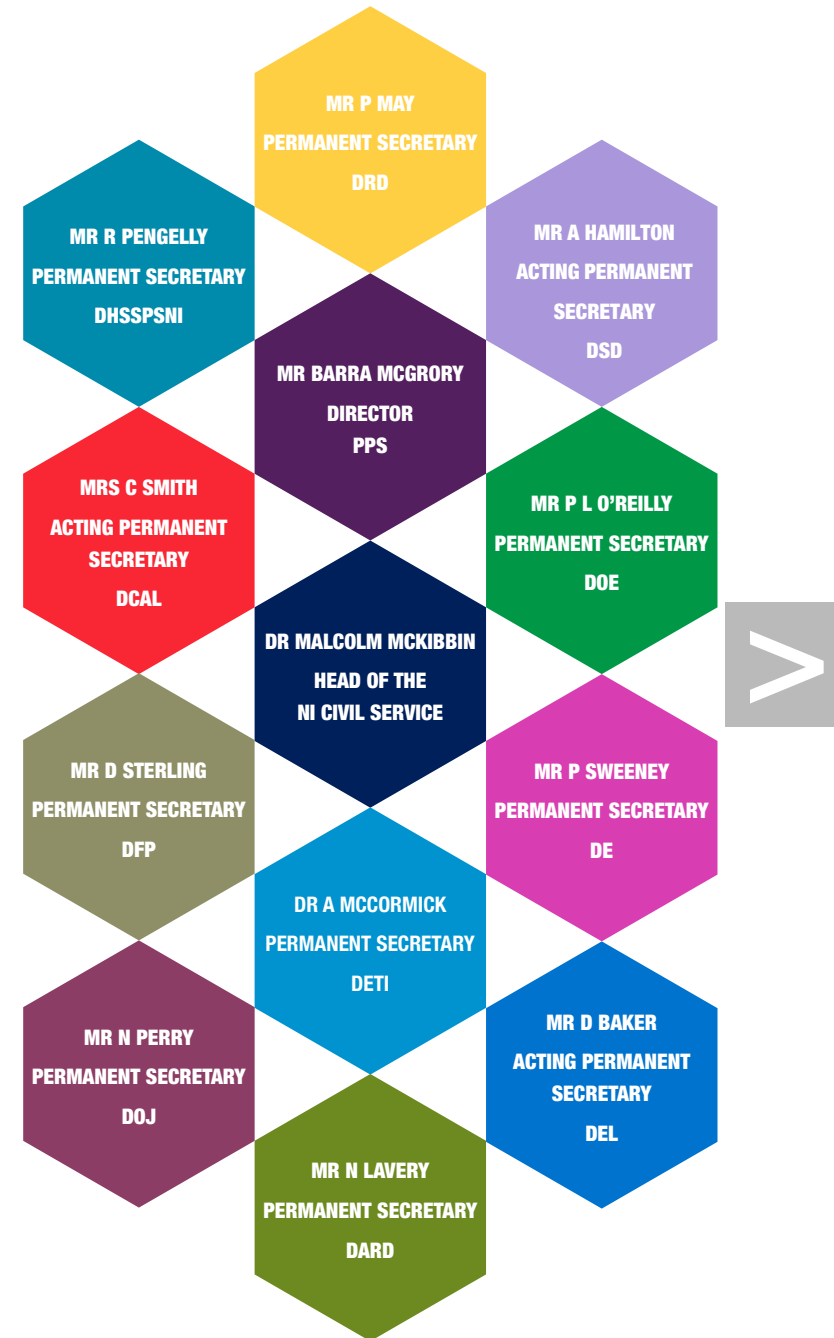 MR P MAY
PERMANENT SECRETARY
DRD
MR R PENGELLY
PERMANENT SECRETARY
DHSSPSNI
MR A HAMILTON
ACTING PERMANENT
SECRETARY
DSD
MR BARRA MCGRORY
DIRECTOR
PPS
MRS C SMITH
ACTING PERMANENT
SECRETARY
DCAL
MR P L O’REILLY
PERMANENT SECRETARY
DOE
DR MALCOLM MCKIBBIN
HEAD OF THE
NI CIVIL SERVICE
>
MR D STERLING
PERMANENT SECRETARY
DFP
MR P SWEENEY
PERMANENT SECRETARY
DE
DR A MCCORMICK
PERMANENT SECRETARY
DETI
MR N PERRY
PERMANENT SECRETARY
DOJ
MR D BAKER
ACTING PERMANENT
SECRETARY
DEL
MR N LAVERY
PERMANENT SECRETARY
DARD